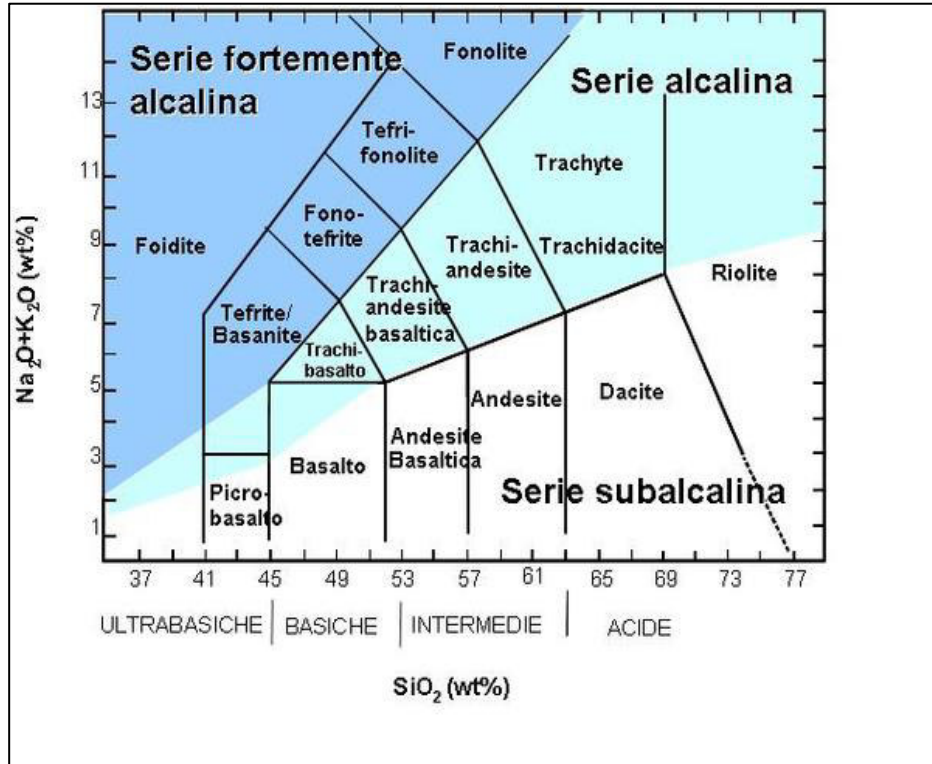 Serie fortemente
alcalina
Fonolite
Serie alcalina
Tefri-
fonolite
Trachyte
Fono-
tefrite
Foidite
Trachi-
andesite
Trachidacite
Riolite
Trachi-
andesite
basaltica
Tefrite/
Basanite
Trachi-
basalto
Andesite
Dacite
Basalto
Andesite
Basaltica
Picro-
basalto
Serie subalcalina
Na2O+K2O (wt%)
13
11
9
7
5
3
1
37 41 45 49 53 57 61 65 69 73 77
ULTRABASICHE BASICHE INTERMEDIE ACIDE
SiO2 (wt%)